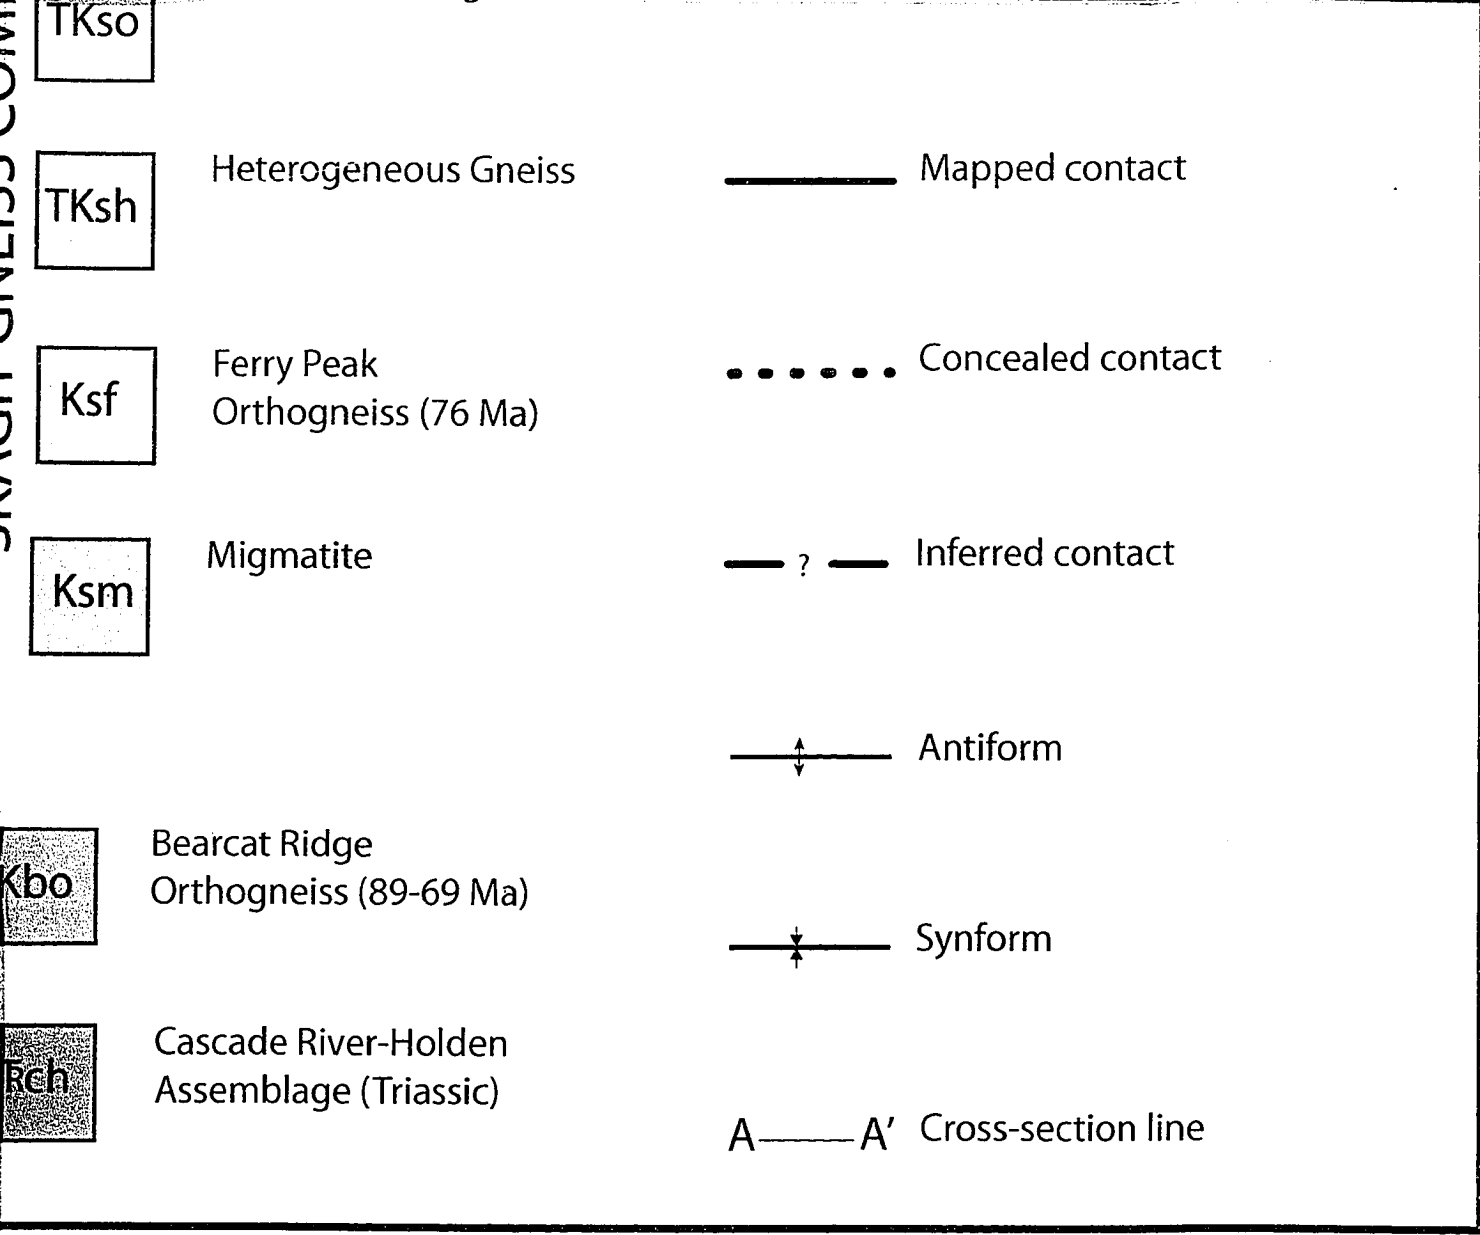 TKso
TKsh
Heterogeneous Gneiss
Ksf
Ferry Peak
Orthogneiss (76 Ma)
Ksm
Migmatite
Kbo
Bearcat Ridge
Orthogneiss (89-69 Ma)
Cascade River-Holden
Assemblage (Triassic)
Mapped contact
Concealed contact
?
Inferred contact
Antiform
Synform
A A' Cross-section line